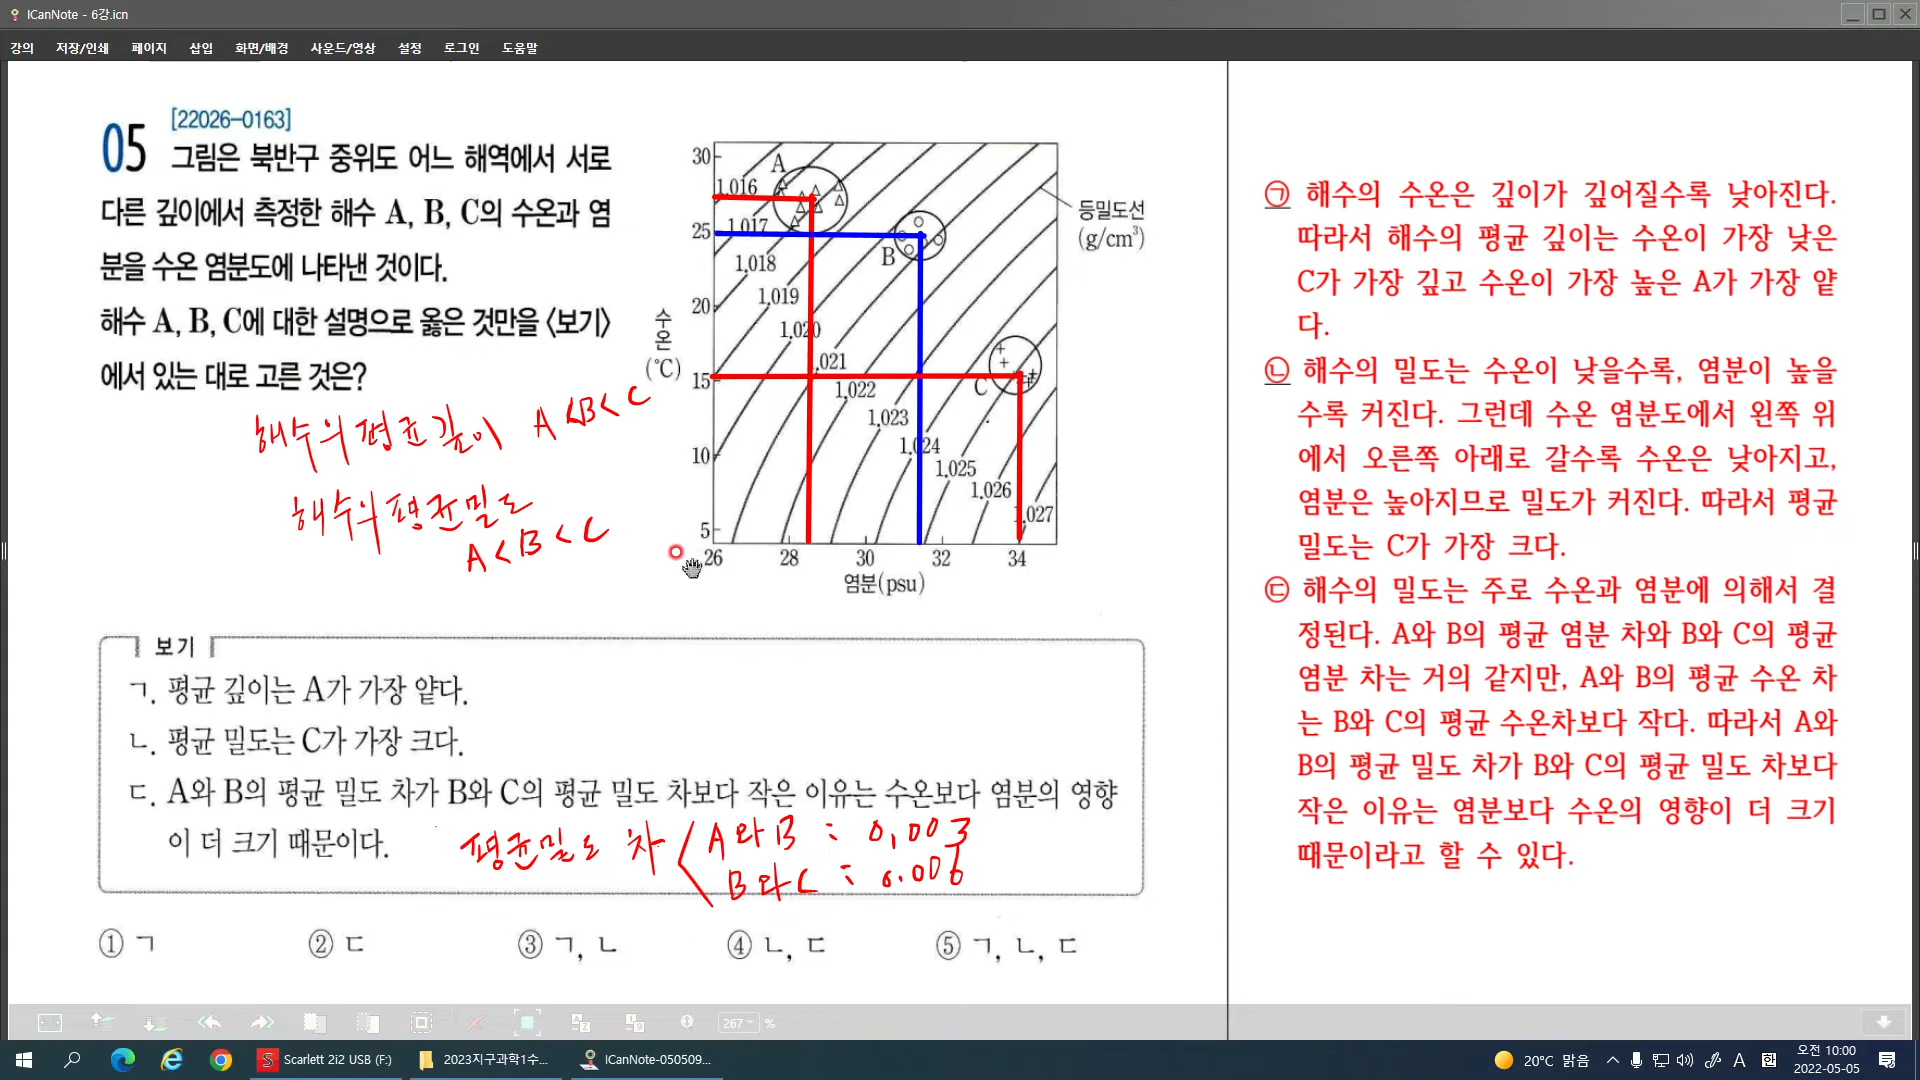 ICanNote - 6강.icn
강의 저장/인쇄 페이지 삽입 화면/배경 사운드/영상 설정 로그인 도움말
[22026-0163]
05 그림은 북반구 중위도 어느 해역에서 서로
다른 깊이에서 측정한 해수 A, B, C의 수온과 염
분을 수온 염분도에 나타낸 것이다.
해수 A, B, C에 대한 설명으로 옳은 것만을 〈보기〉
에서 있는 대로 고른 것은?
해수의 평균 깊이 A<B<C
해수의 평균밀도
A<B<C
30
25
20
15
10
5
수온
(℃)
A
B
C
1.016
1.017
1.018
1.019
1.020
1.021
1.022
1.023
1.024
1.025
1.026
1.027
등밀도선
(g/cm³)
26 28 30 32 34
염분(psu)
보기
ㄱ. 평균 깊이는 A가 가장 얕다.
ㄴ. 평균 밀도는 C가 가장 크다.
ㄷ. A와 B의 평균 밀도 차가 B와 C의 평균 밀도 차보다 작은 이유는 수온보다 염분의 영향
이 더 크기 때문이다.
평균밀도 차 A와 B : 0.003
B와 C : 0.006
① ㄱ ② ㄷ ③ ㄱ, ㄴ ④ ㄴ, ㄷ ⑤ ㄱ, ㄴ, ㄷ
㉠ 해수의 수온은 깊이가 깊어질수록 낮아진다.
따라서 해수의 평균 깊이는 수온이 가장 낮은
C가 가장 깊고 수온이 가장 높은 A가 가장 얕
다.
㉡ 해수의 밀도는 수온이 낮을수록, 염분이 높을
수록 커진다. 그런데 수온 염분도에서 왼쪽 위
에서 오른쪽 아래로 갈수록 수온은 낮아지고,
염분은 높아지므로 밀도가 커진다. 따라서 평균
밀도는 C가 가장 크다.
㉢ 해수의 밀도는 주로 수온과 염분에 의해서 결
정된다. A와 B의 평균 염분 차와 B와 C의 평균
염분 차는 거의 같지만, A와 B의 평균 수온 차
는 B와 C의 평균 수온차보다 작다. 따라서 A와
B의 평균 밀도 차가 B와 C의 평균 밀도 차보다
작은 이유는 염분보다 수온의 영향이 더 크기
때문이라고 할 수 있다.
267 %
Scarlett 2i2 USB (F:)
2023지구과학1수...
ICanNote-050509...
20℃ 맑음
A 한
오전 10:00
2022-05-05